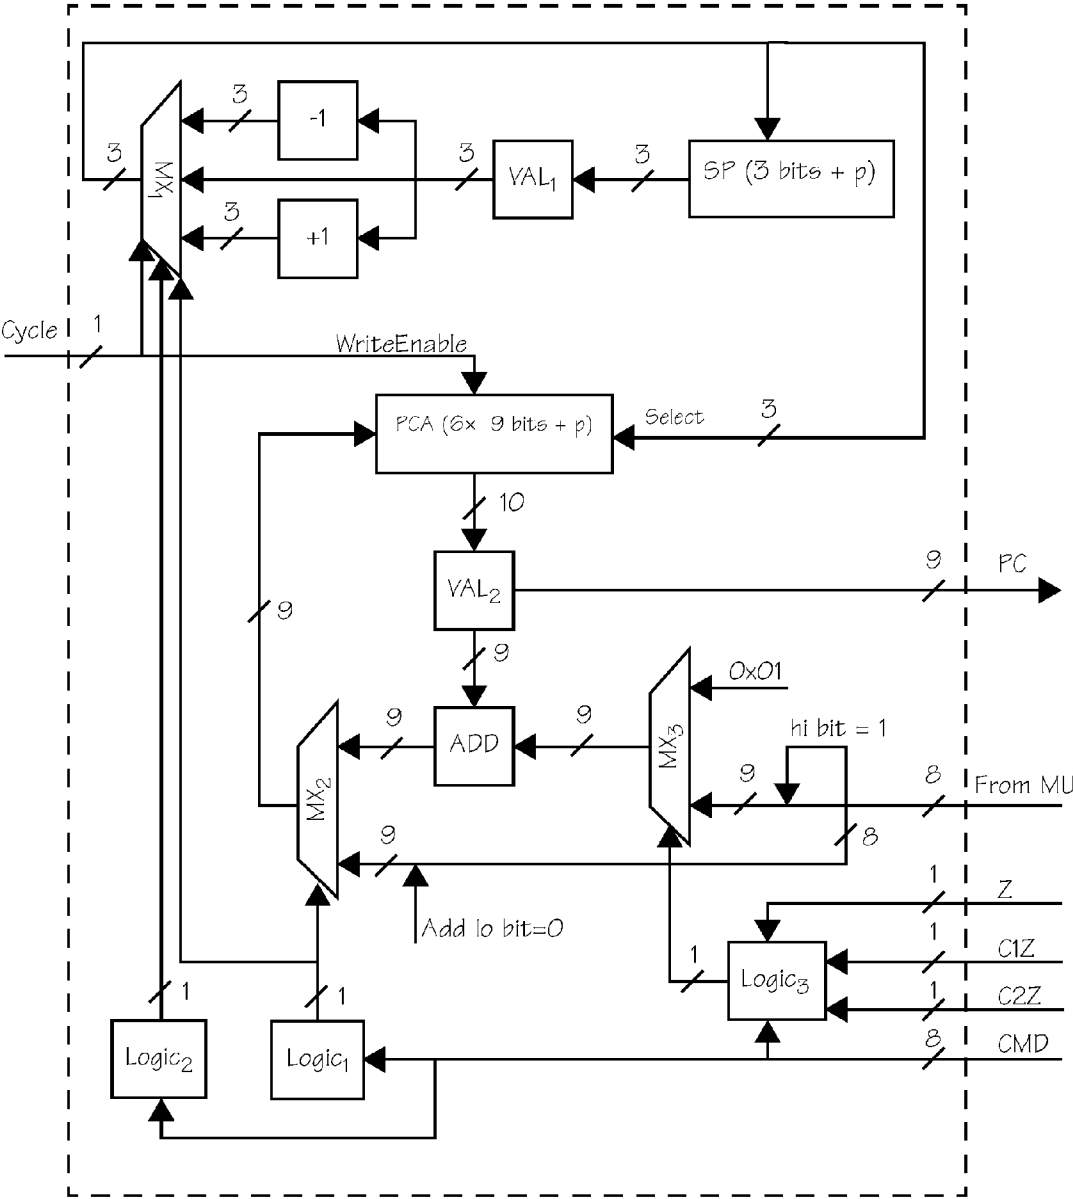 3
-1
3
MX1
3
VAL1
3
SP (3 bits + p)
3
+1
Cycle
1
WriteEnable
PCA (6x 9 bits + p)
Select
3
10
VAL2
9
PC
9
9
0x01
hi bit = 1
9
ADD
9
MX3
9
8
From MU
MX2
9
8
Add lo bit=0
1
Z
1
C1Z
1
Logic3
1
C2Z
1
1
8
CMD
Logic2
Logic1